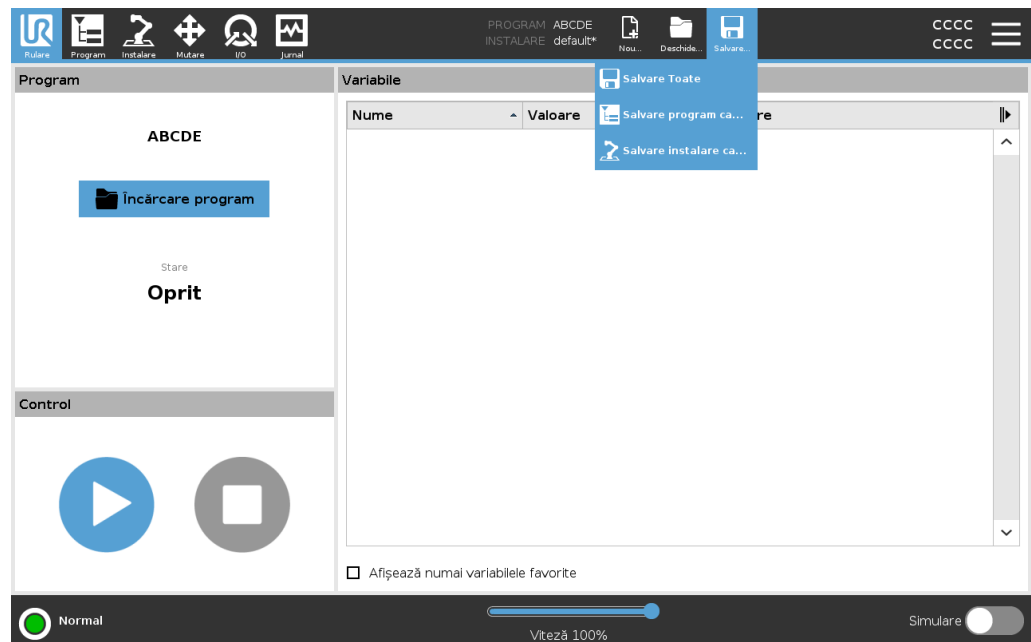 UR
Rulare
Program
Instalare
Mutare
I/O
Jurnal
PROGRAM ABCDE
INSTALARE default*
Nou...
Deschide...
Salvare...
CCCC
CCCC
Salvare Toate
Salvare program ca...
Salvare instalare ca...
Program
ABCDE
Încărcare program
Stare
Oprit
Control
Variabile
Nume
Valoare
re
Afișează numai variabilele favorite
Normal
Viteză 100%
Simulare